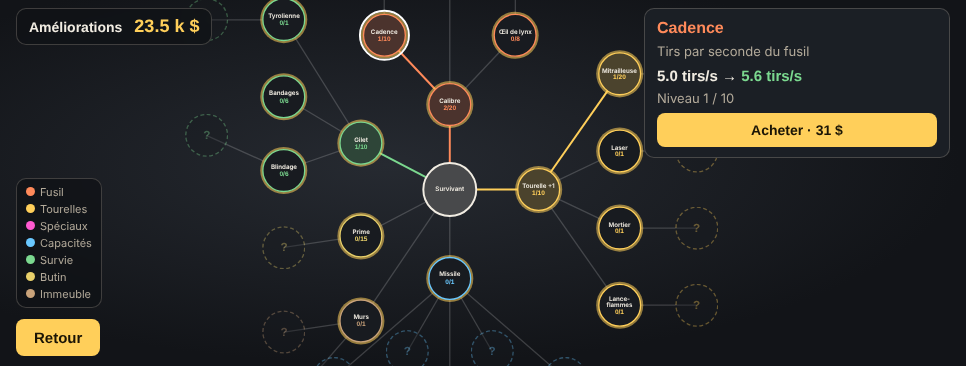 Améliorations 23.5 k $
Tyrolienne
0/1
Cadence
1/10
Œil de lynx
0/8
Mitrailleuse
1/20
Cadence
Tirs par seconde du fusil
5.0 tirs/s → 5.6 tirs/s
Niveau 1 / 10
Acheter · 31 $
Bandages
0/6
Calibre
2/20
?
Gilet
1/10
Laser
0/1
Blindage
0/6
Survivant
Tourelle +1
1/10
Fusil
Tourelles
Spéciaux
Capacités
Survie
Butin
Immeuble
Prime
0/15
?
Mortier
0/1
?
Missile
0/1
Murs
0/1
?
Lance-
flammes
0/1
?
?
?
Retour